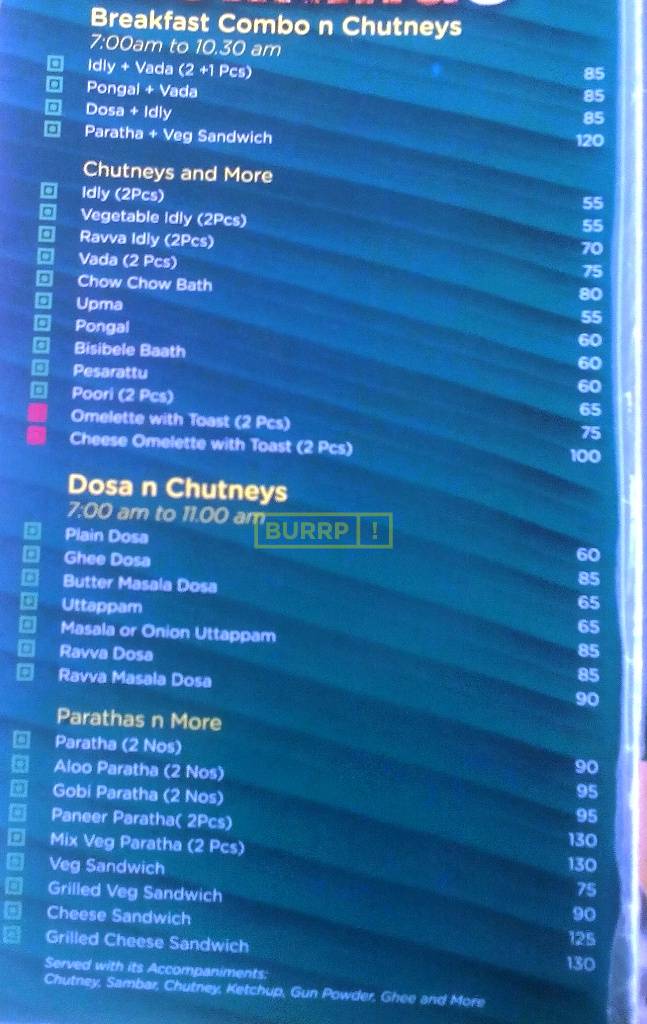 Breakfast Combo n Chutneys
7:00am to 10.30 am
Idly + Vada (2 +1 Pcs) 85
Pongal + Vada 85
Dosa + Idly 85
Paratha + Veg Sandwich 120
Chutneys and More
Idly (2Pcs) 55
Vegetable Idly (2Pcs) 55
Ravva Idly (2Pcs) 70
Vada (2 Pcs) 75
Chow Chow Bath 80
Upma 55
Pongal 60
Bisibele Baath 60
Pesarattu 60
Poori (2 Pcs) 65
Omelette with Toast (2 Pcs) 75
Cheese Omelette with Toast (2 Pcs) 100
Dosa n Chutneys
7:00 am to 11.00 am
BURRP !
Plain Dosa 60
Ghee Dosa 85
Butter Masala Dosa 65
Uttappam 65
Masala or Onion Uttappam 85
Ravva Dosa 85
Ravva Masala Dosa 90
Parathas n More
Paratha (2 Nos) 90
Aloo Paratha (2 Nos) 95
Gobi Paratha (2 Nos) 95
Paneer Paratha( 2Pcs) 130
Mix Veg Paratha (2 Pcs) 130
Veg Sandwich 75
Grilled Veg Sandwich 90
Cheese Sandwich 125
Grilled Cheese Sandwich 130
Served with its Accompaniments:
Chutney, Sambar, Chutney, Ketchup, Gun Powder, Ghee and More